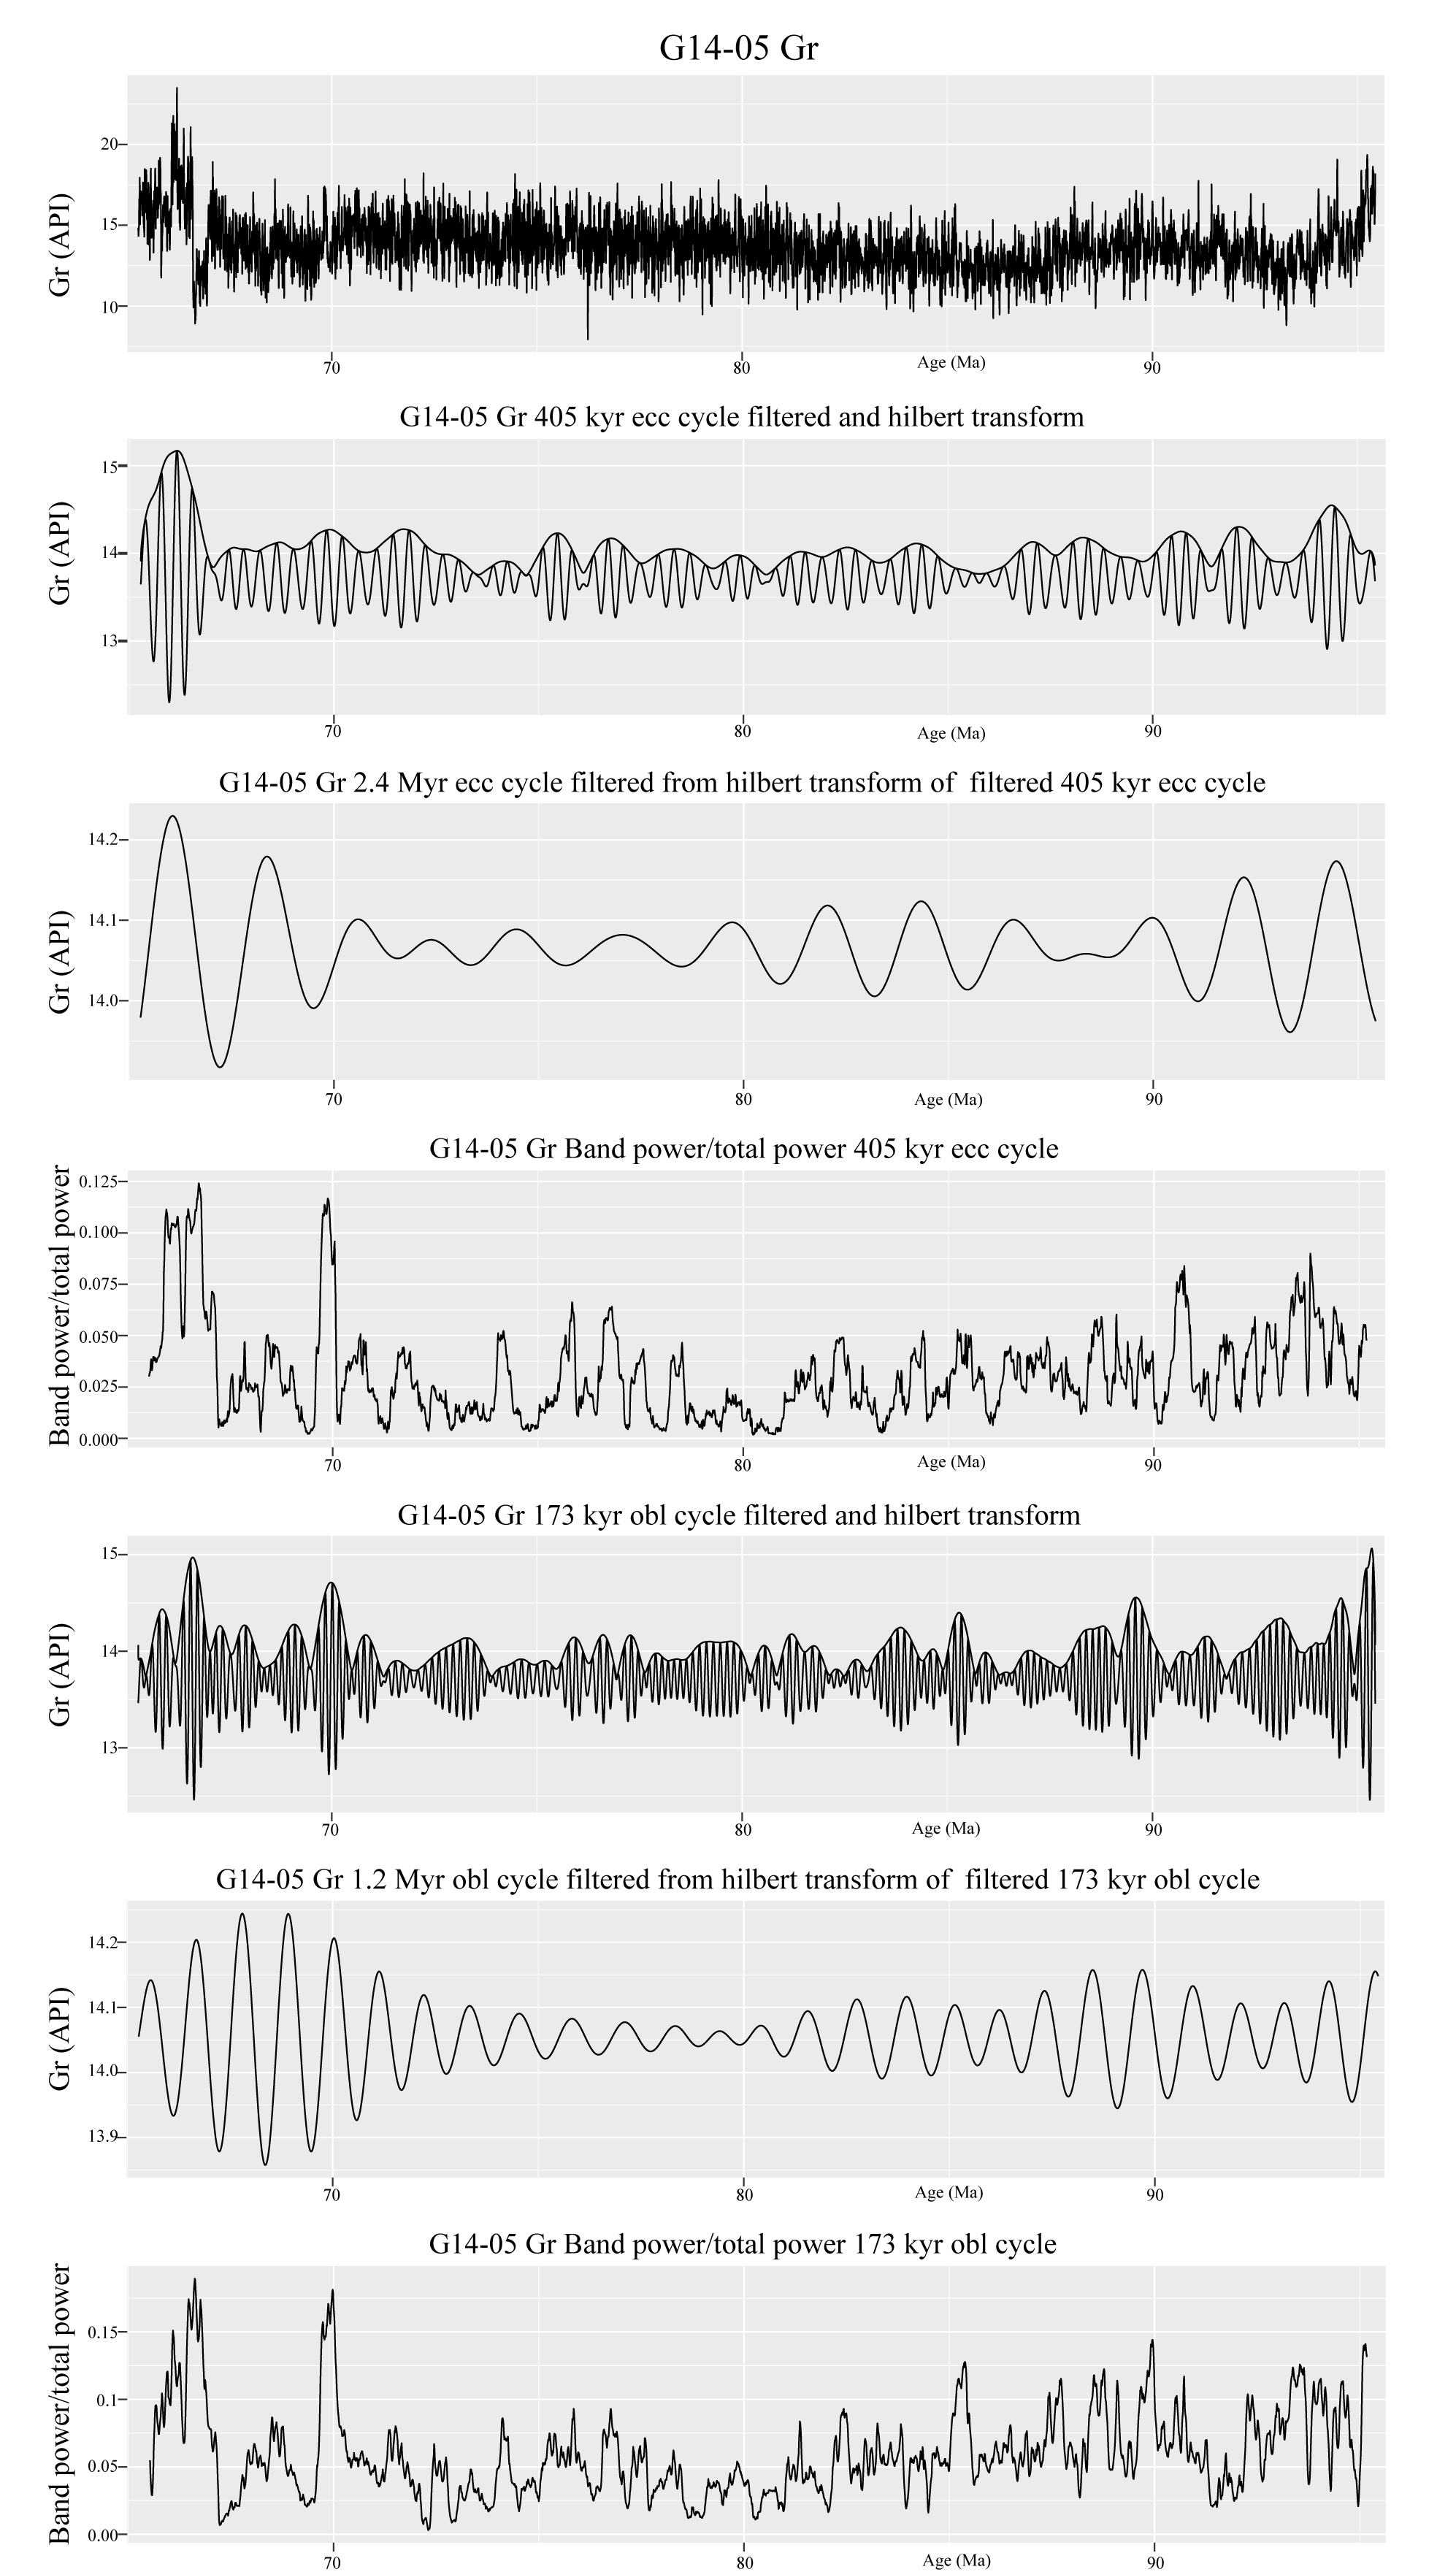 G14-05 Gr
Gr (API)
20
15
10
70
80
Age (Ma)
90
G14-05 Gr 405 kyr ecc cycle filtered and hilbert transform
Gr (API)
15
14
13
70
80
Age (Ma)
90
G14-05 Gr 2.4 Myr ecc cycle filtered from hilbert transform of filtered 405 kyr ecc cycle
Gr (API)
14.2
14.1
14.0
70
80
Age (Ma)
90
G14-05 Gr Band power/total power 405 kyr ecc cycle
Band power/total power
0.125
0.100
0.075
0.050
0.025
0.000
70
80
Age (Ma)
90
G14-05 Gr 173 kyr obl cycle filtered and hilbert transform
Gr (API)
15
14
13
70
80
Age (Ma)
90
G14-05 Gr 1.2 Myr obl cycle filtered from hilbert transform of filtered 173 kyr obl cycle
Gr (API)
14.2
14.1
14.0
13.9
70
80
Age (Ma)
90
G14-05 Gr Band power/total power 173 kyr obl cycle
Band power/total power
0.15
0.1
0.05
0.00
70
80
Age (Ma)
90